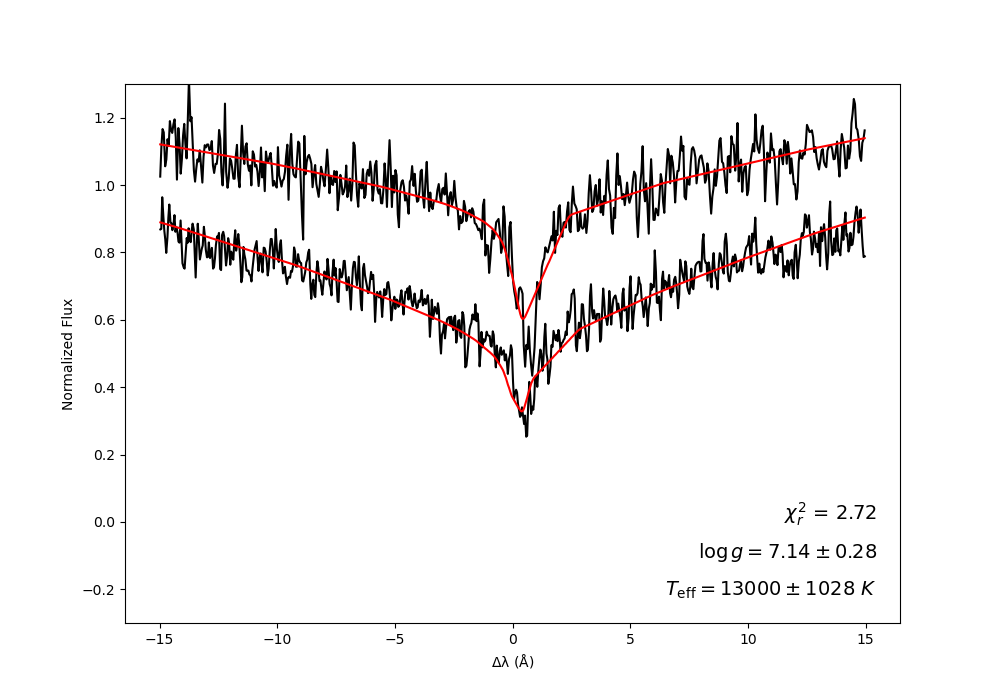 1.2
1.0
0.8
0.6
0.4
0.2
0.0
−0.2
Normalized Flux
χ²ᵣ = 2.72
log g = 7.14 ± 0.28
T_eff = 13000 ± 1028 K
−15 −10 −5 0 5 10 15
Δλ (Å)